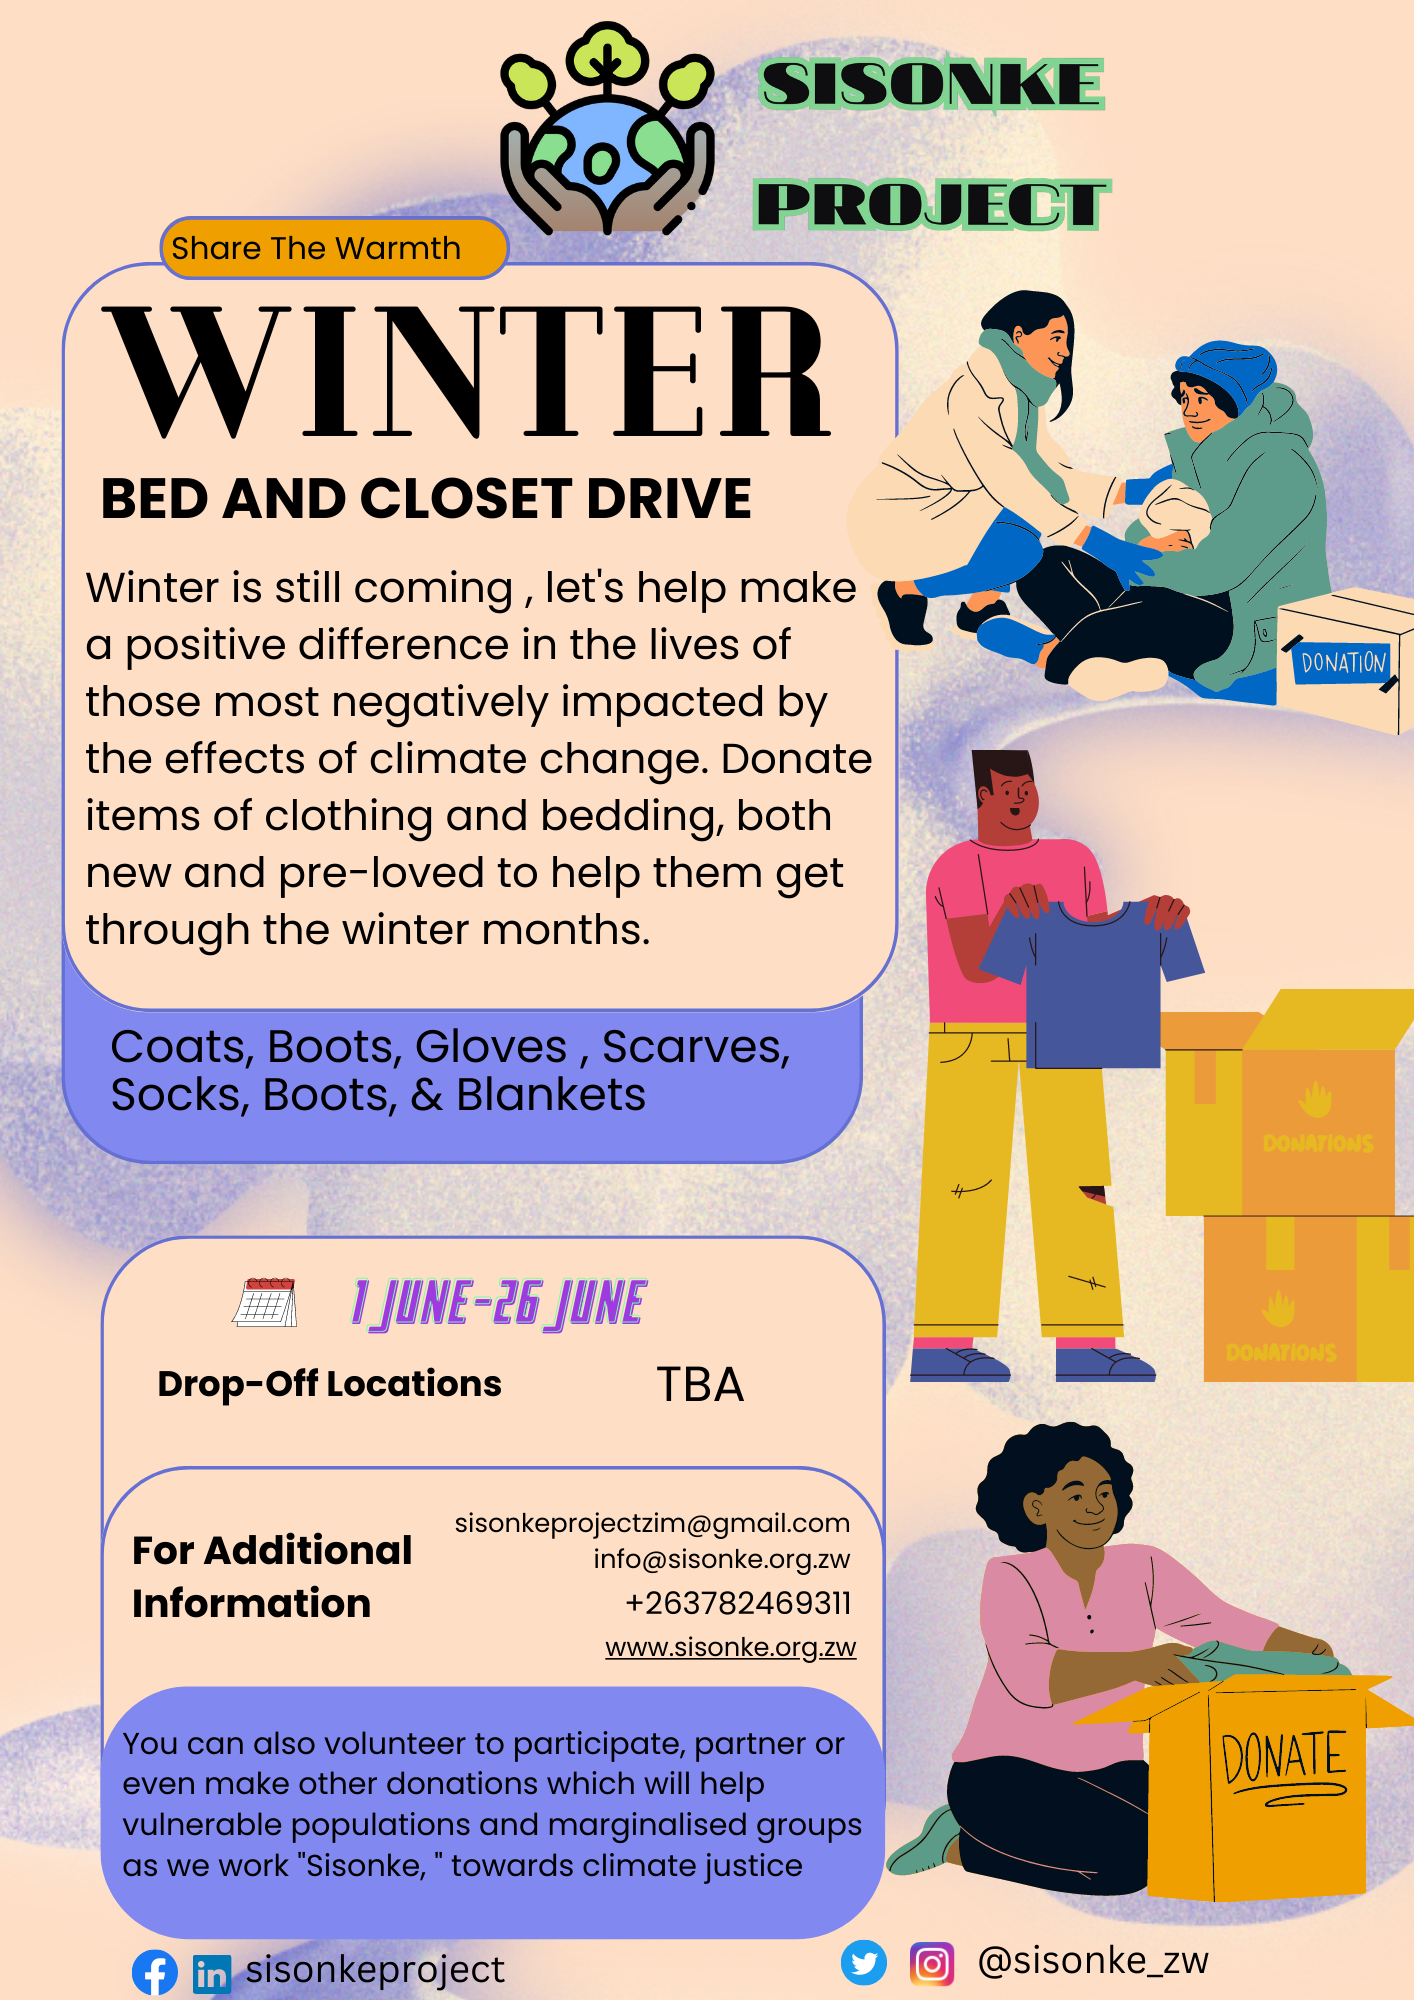 SISONKE
PROJECT
Share The Warmth
WINTER
BED AND CLOSET DRIVE
Winter is still coming , let's help make
a positive difference in the lives of
those most negatively impacted by
the effects of climate change. Donate
items of clothing and bedding, both
new and pre-loved to help them get
through the winter months.
DONATION
Coats, Boots, Gloves , Scarves,
Socks, Boots, & Blankets
DONATIONS
DONATIONS
1 JUNE-26 JUNE
Drop-Off Locations
TBA
For Additional
Information
sisonkeprojectzim@gmail.com
info@sisonke.org.zw
+263782469311
www.sisonke.org.zw
You can also volunteer to participate, partner or
even make other donations which will help
vulnerable populations and marginalised groups
as we work "Sisonke, " towards climate justice
DONATE
sisonkeproject
@sisonke_zw